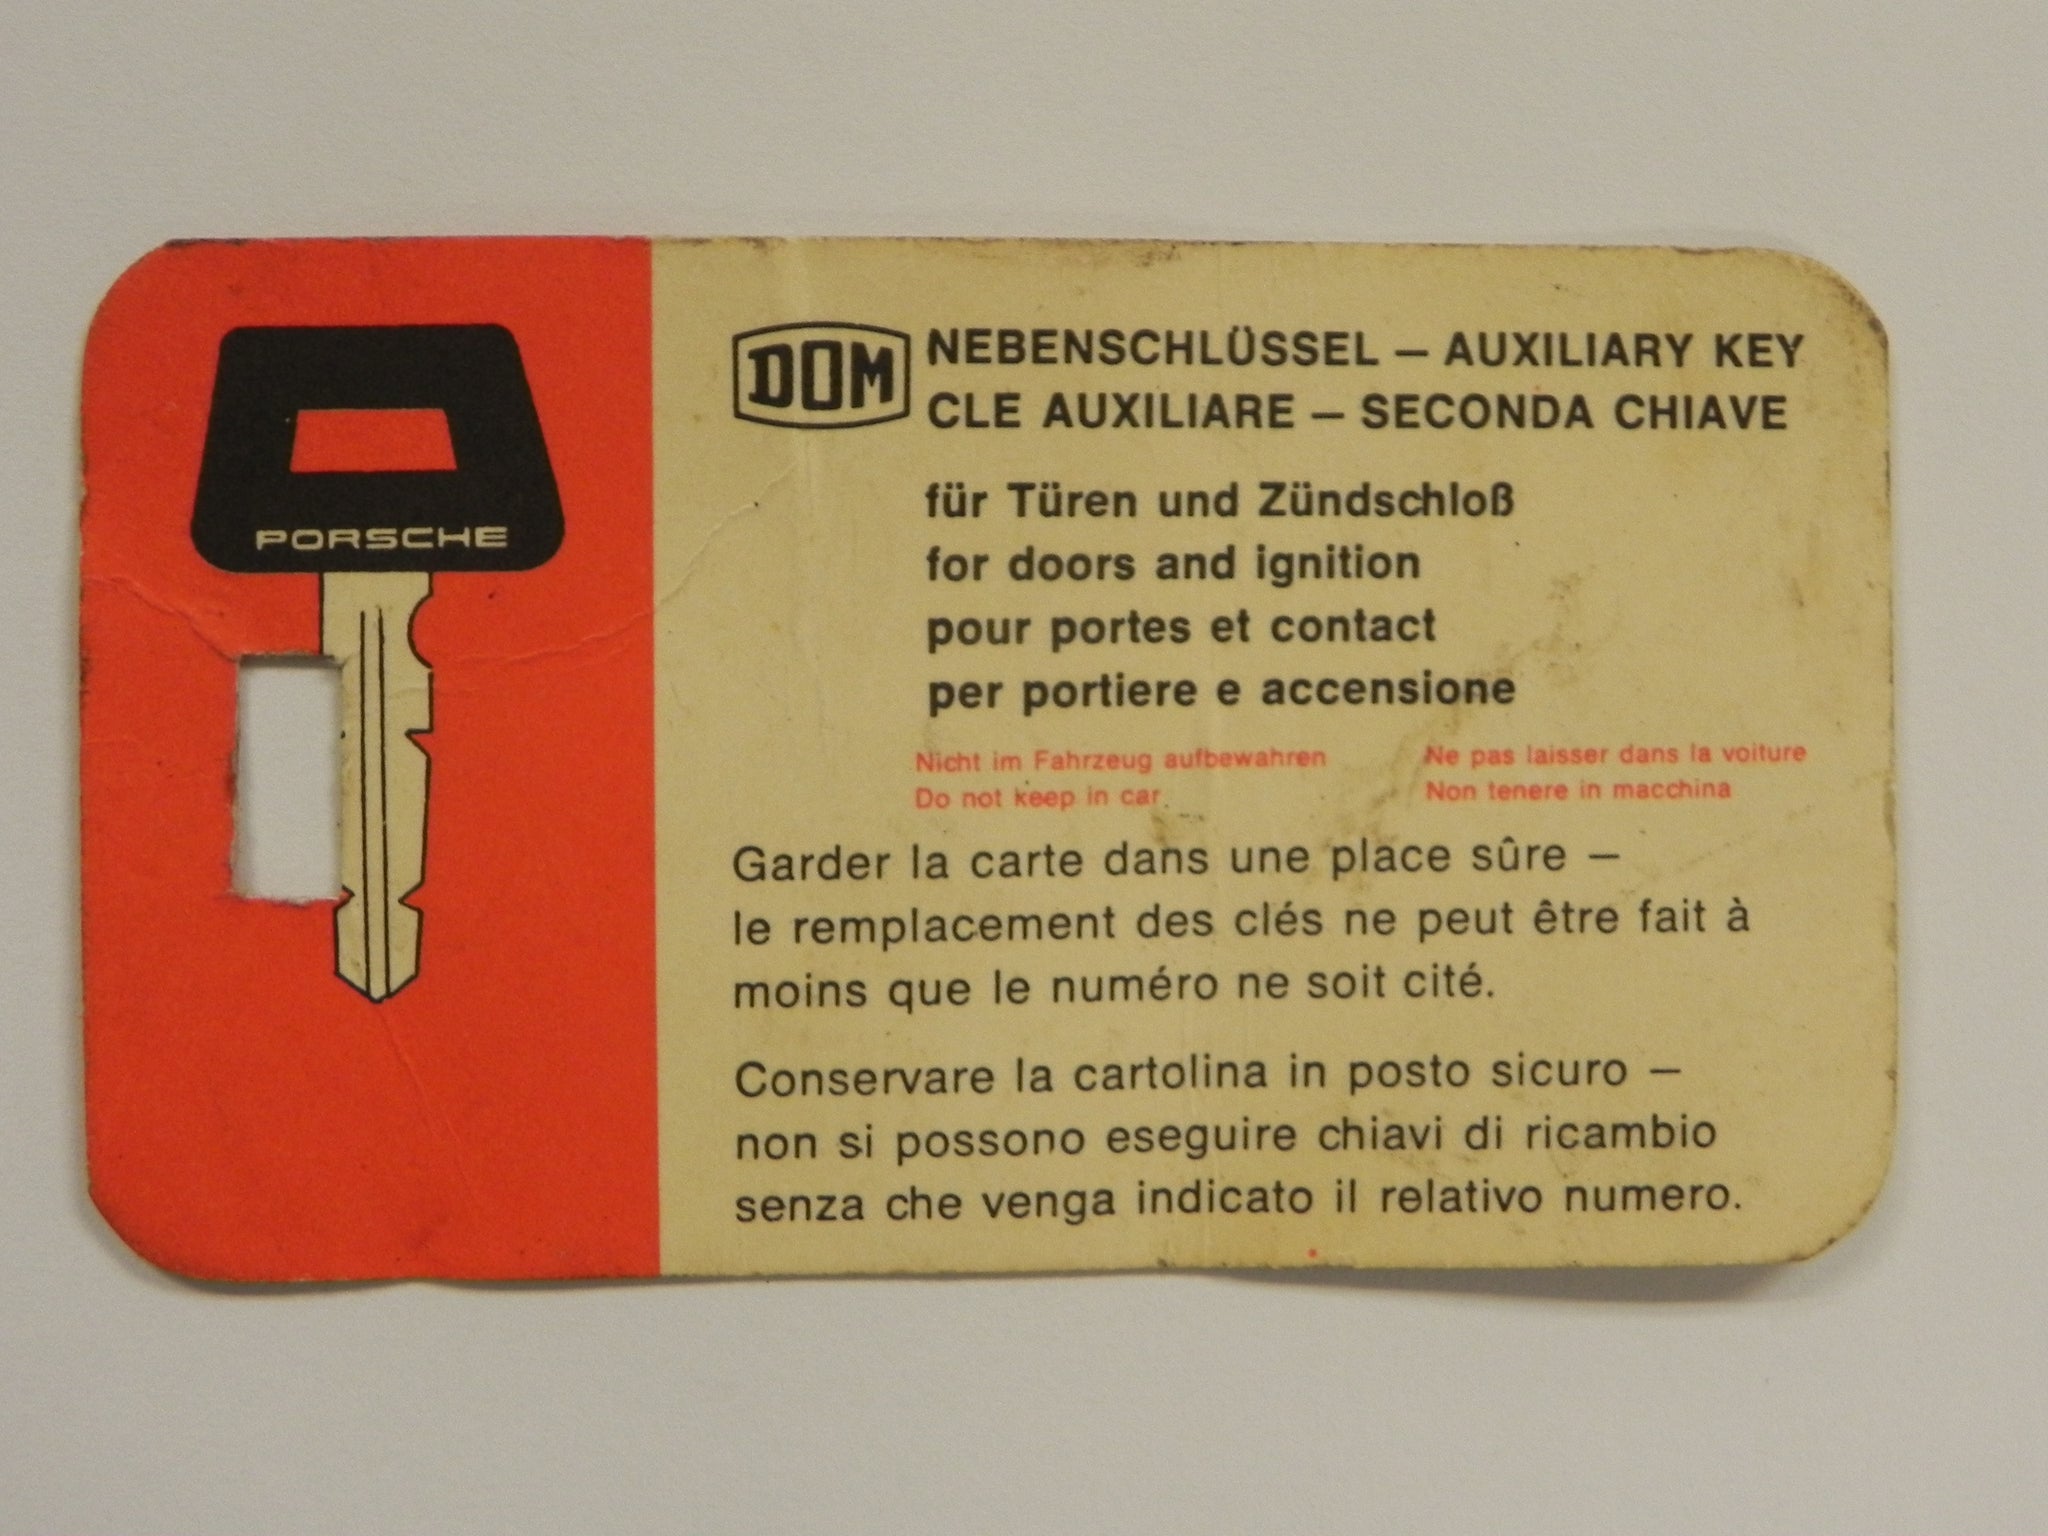 PORSCHE
DOM
NEBENSCHLÜSSEL – AUXILIARY KEY
CLE AUXILIARE – SECONDA CHIAVE
für Türen und Zündschloß
for doors and ignition
pour portes et contact
per portiere e accensione
Nicht im Fahrzeug aufbewahren
Do not keep in car
Ne pas laisser dans la voiture
Non tenere in macchina
Garder la carte dans une place sûre –
le remplacement des clés ne peut être fait à
moins que le numéro ne soit cité.
Conservare la cartolina in posto sicuro –
non si possono eseguire chiavi di ricambio
senza che venga indicato il relativo numero.